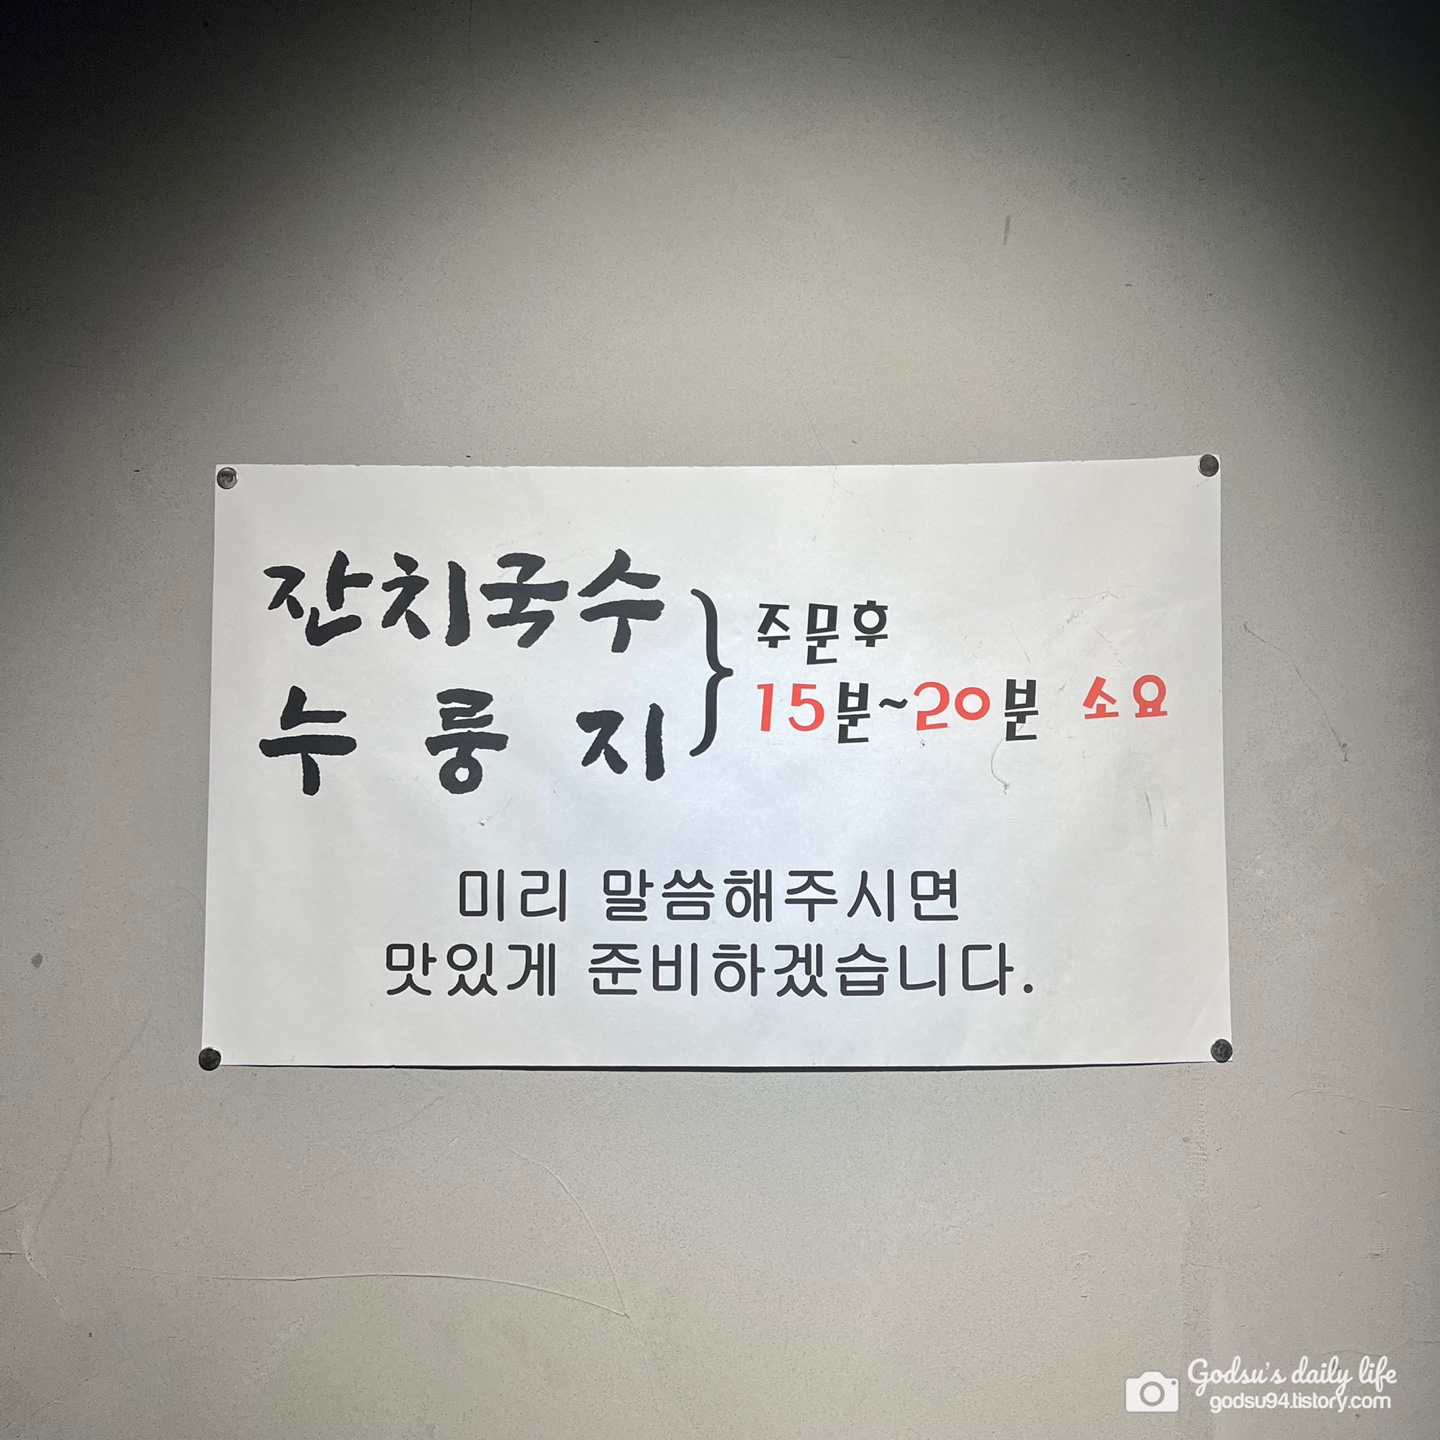 잔치국수
누룽지
주문후
15분~20분 소요
미리 말씀해주시면
맛있게 준비하겠습니다.
Godsu's daily life
godsu94.tistory.com